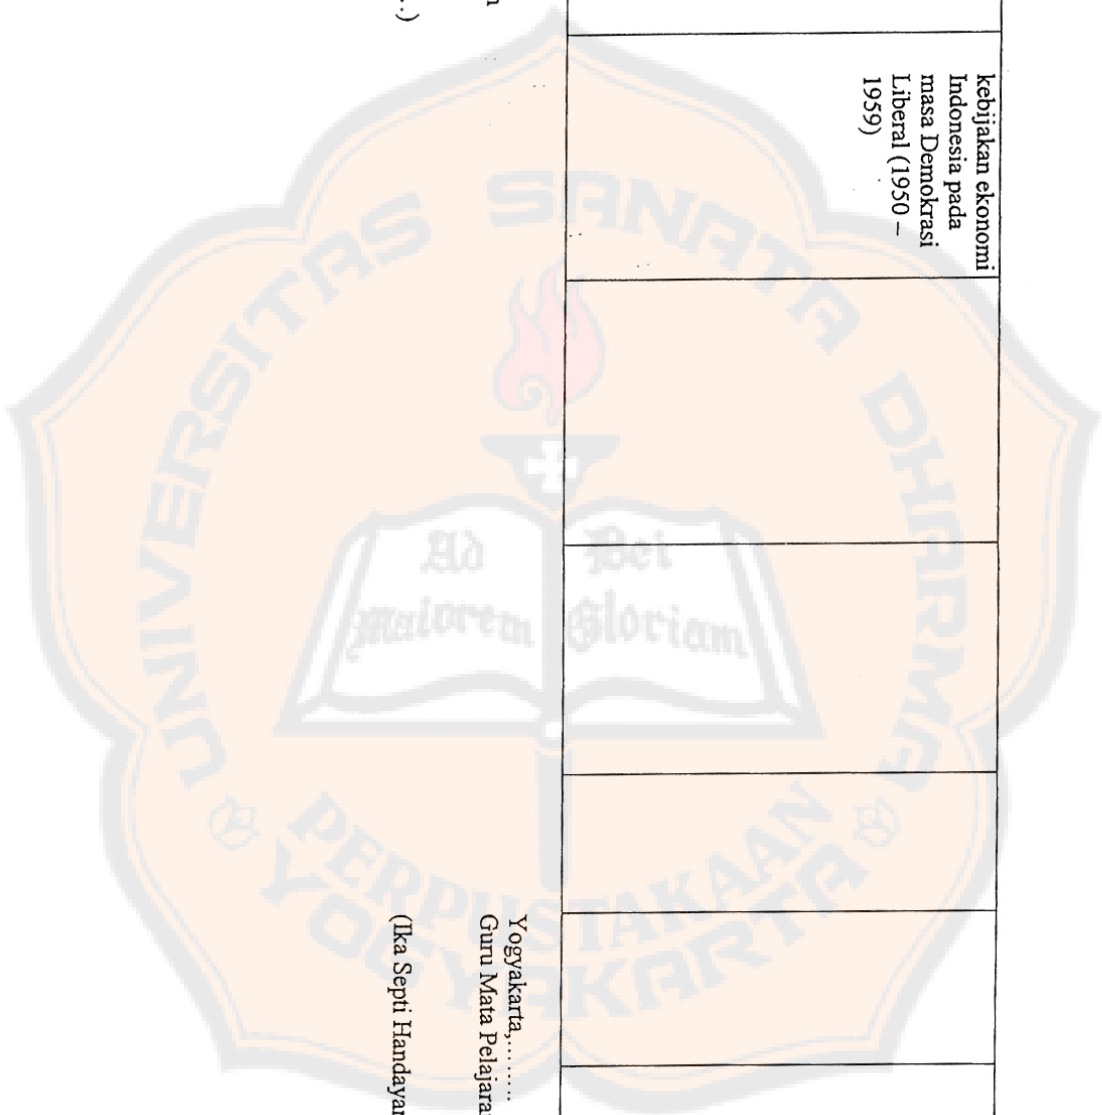 kebijakan ekonomi
Indonesia pada
masa Demokrasi
Liberal (1950 –
1959)
Yogyakarta,........
Guru Mata Pelajara
(Ika Septi Handaya
UNIVERSITAS SANATA DHARMA
Ad Dei
maiorem Gloriam
PERPUSTAKAAN
YOGYAKARTA